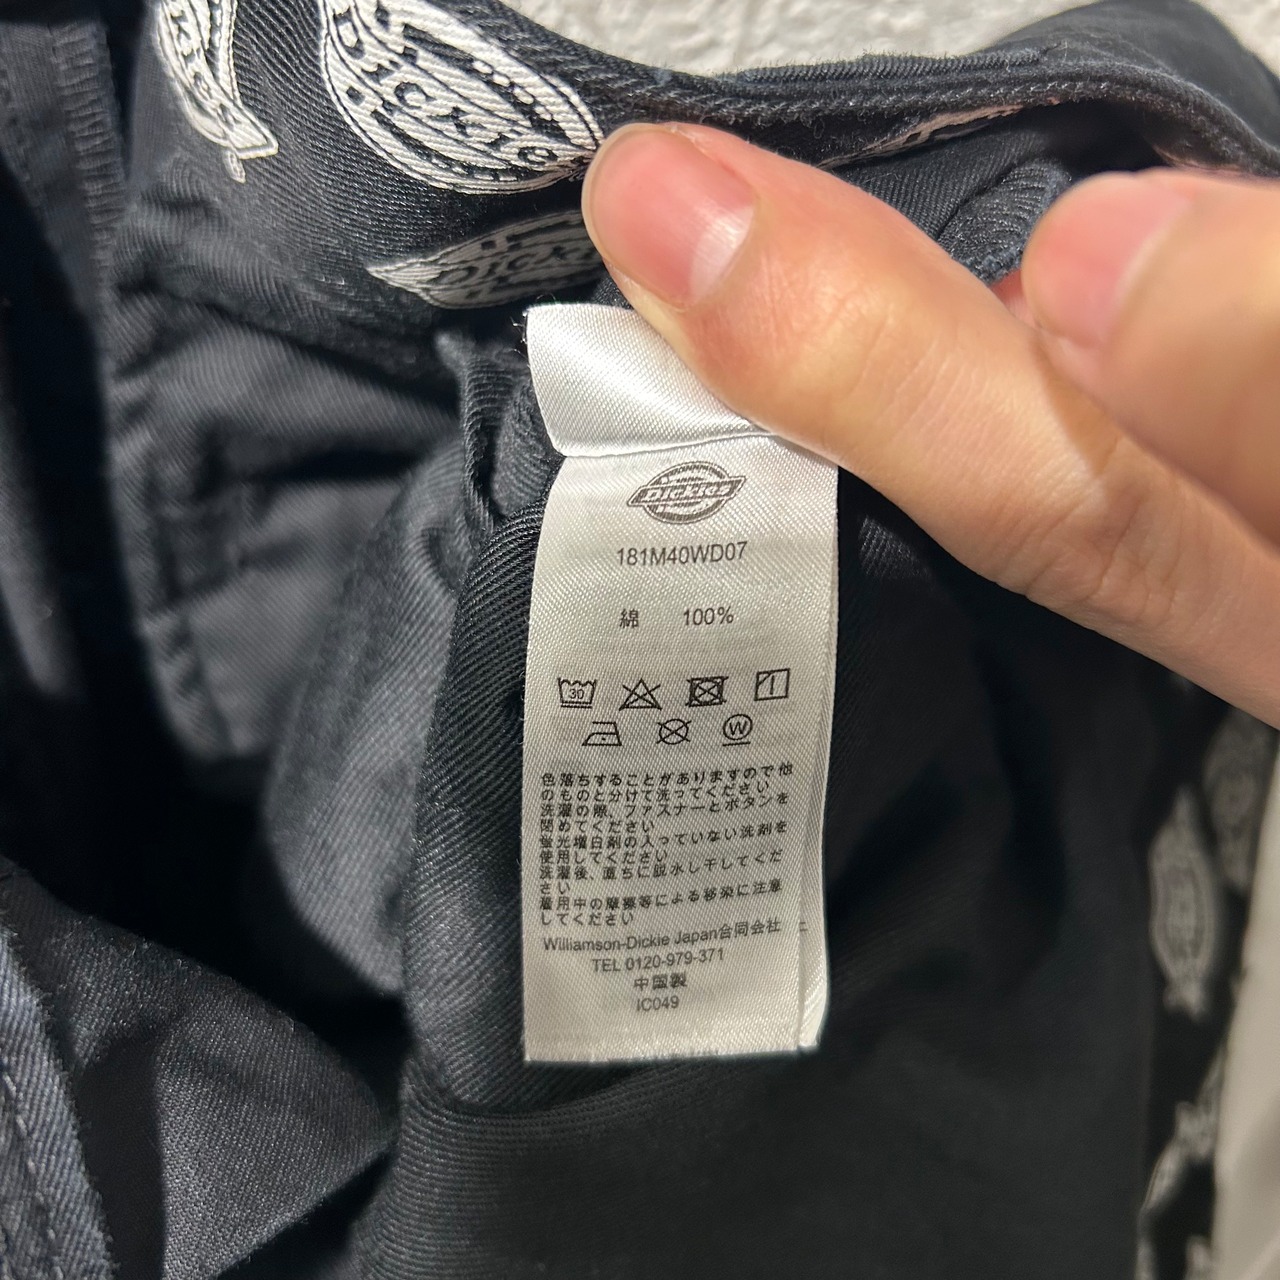 Dickies
Dickies
Dickies
181M40WD07
綿 100%
30
W
色落ちすることがありますので他
のものと分けて洗ってください
洗濯の際、ファスナーとボタンを
閉めてください
蛍光増白剤の入っていない洗剤を
使用してください
洗濯後、直ちに脱水し干してくだ
さい
着用中の摩擦等による移染に注意
してください
Williamson-Dickie Japan合同会社
TEL 0120-979-371
中国製
IC049